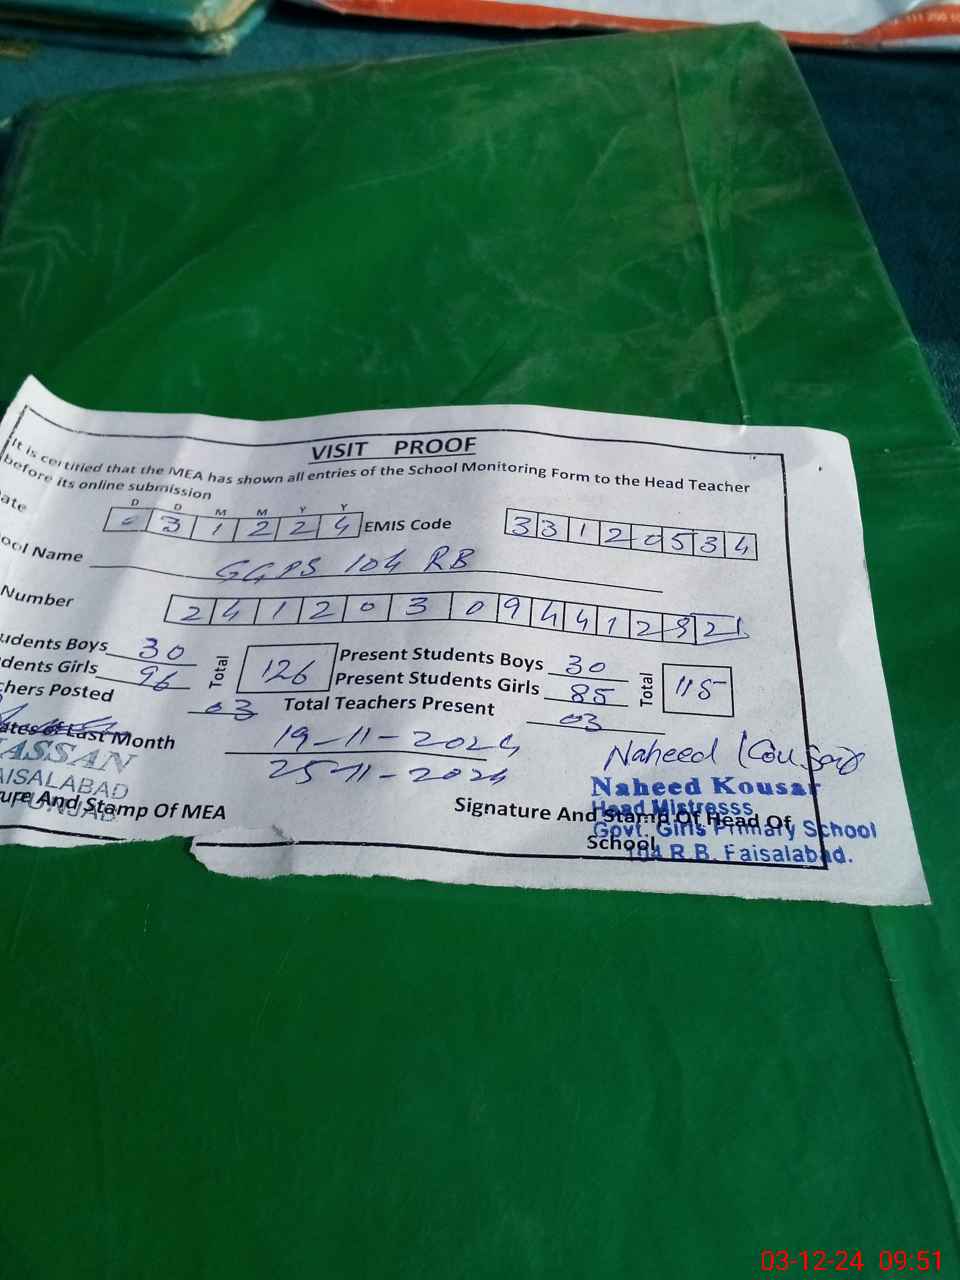 VISIT PROOF
It is certified that the MEA has shown all entries of the School Monitoring Form to the Head Teacher
before its online submission
D D M M Y Y
ate 0 3 1 2 2 4 EMIS Code 3 3 1 2 0 5 3 4
ool Name GGPS 104 RB
Number 2 4 1 2 0 3 0 9 4 4 1 2 21
udents Boys 30 Total 126 Present Students Boys 30 Total 115
dents Girls 96 Present Students Girls 85
chers Posted 03 Total Teachers Present 03
ates of Last Month 19-11-2024
25-11-2024
HASSAN
AISALABAD
PUNJAB
ure And Stamp Of MEA
Naheed Kousar
Naheed Kousar
Head Mistresss
Govt. Girls Primary School
104 R.B. Faisalabad.
Signature And Stamp Of Head Of
School
03-12-24 09:51